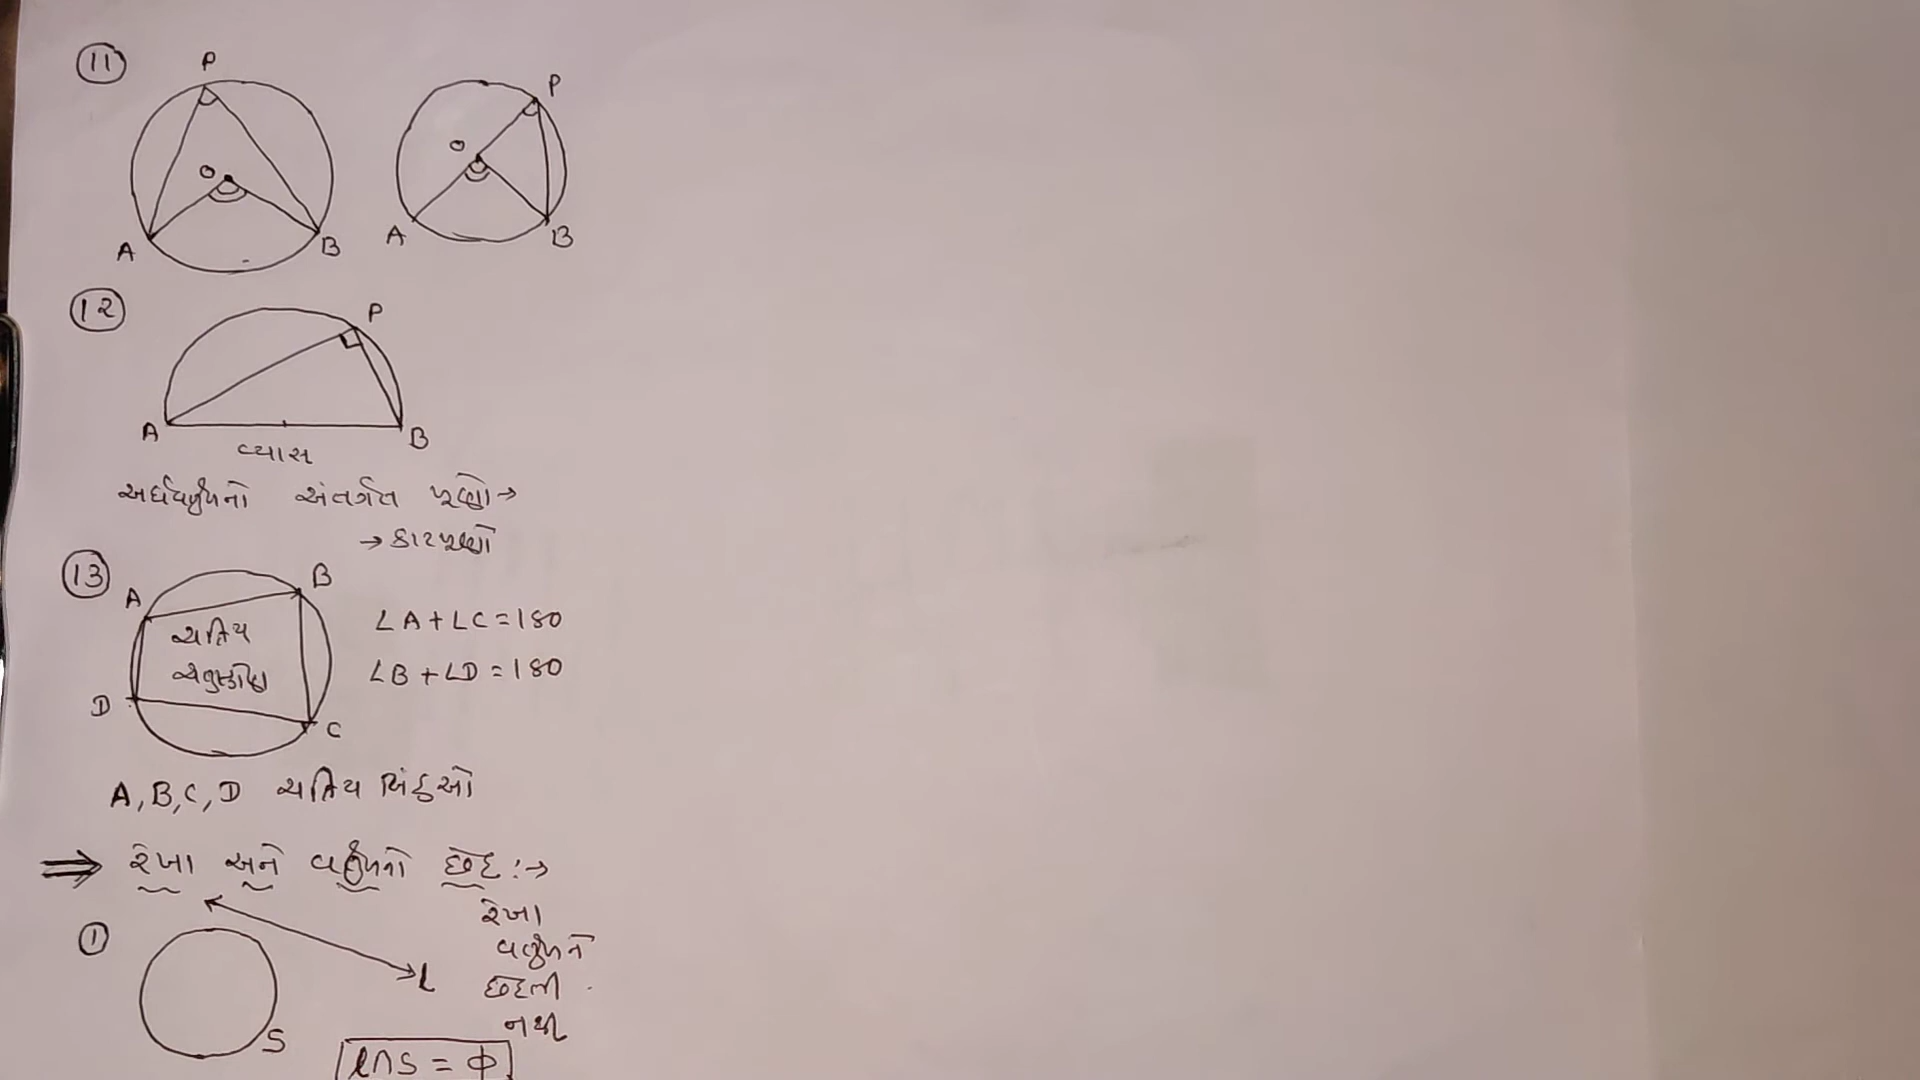 11
P
O
A
B
P
O
A
B
12
P
A
B
વ્યાસ
અર્ધવર્તુળનો અંતર્ગત ખૂણો →
→ કાટખૂણો
13
A
B
ચક્રિય
ચતુષ્કોણ
D
C
∠A + ∠C = 180
∠B + ∠D = 180
A, B, C, D ચક્રિય બિંદુઓ
⇒ રેખા અને વર્તુળનો છેદ :→
1
L
S
રેખા
વર્તુળને
છેદતી
નથી
l∩S = ϕ